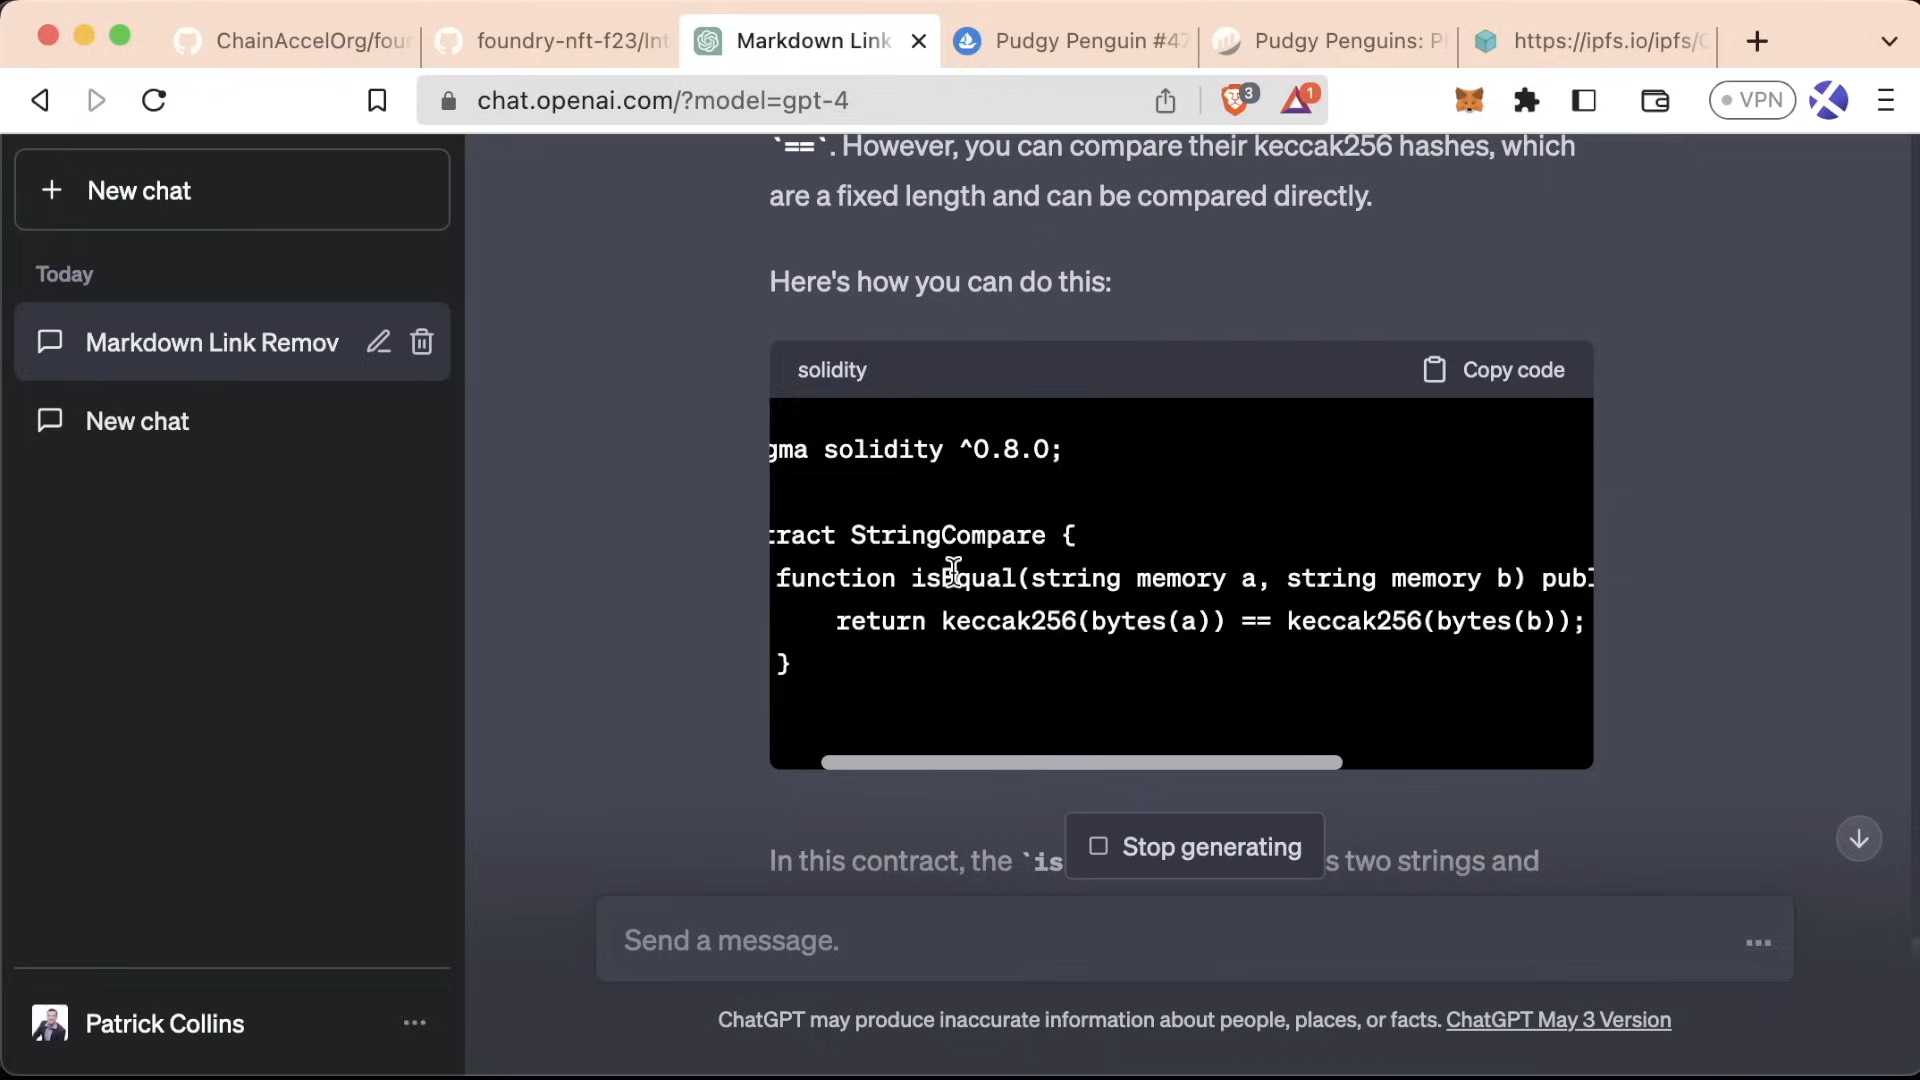 ChainAccelOrg/four
foundry-nft-f23/Int
Markdown Link
Pudgy Penguin #47
Pudgy Penguins: P
https://ipfs.io/ipfs/
chat.openai.com/?model=gpt-4
3
1
VPN
New chat
Today
Markdown Link Remov
New chat
Patrick Collins
`==`. However, you can compare their keccak256 hashes, which
are a fixed length and can be compared directly.
Here's how you can do this:
solidity
Copy code
gma solidity ^0.8.0;
tract StringCompare {
function isEqual(string memory a, string memory b) publ
return keccak256(bytes(a)) == keccak256(bytes(b));
}
In this contract, the `is
Stop generating
s two strings and
Send a message.
ChatGPT may produce inaccurate information about people, places, or facts. ChatGPT May 3 Version